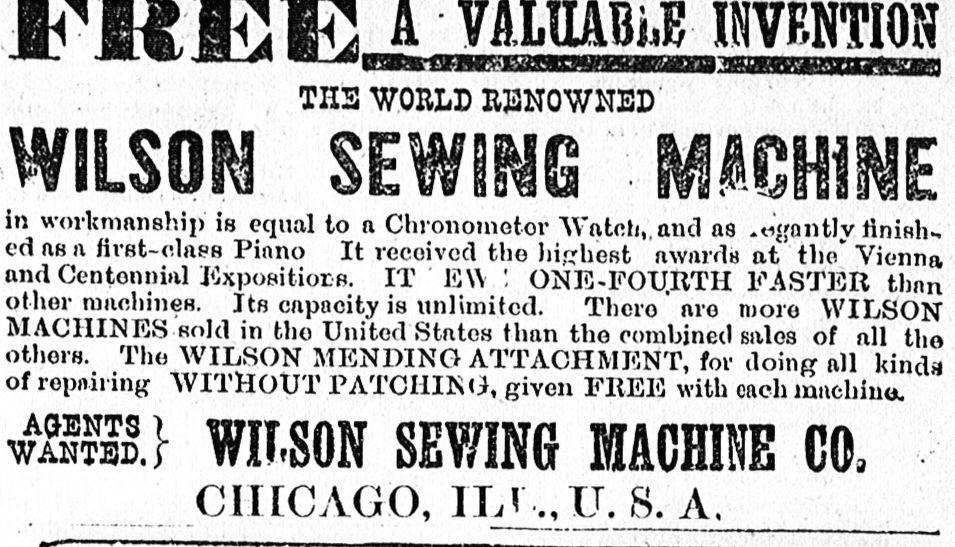 FREE A VALUABLE INVENTION
THE WORLD RENOWNED
WILSON SEWING MACHINE
in workmanship is equal to a Chronometer Watch, and as elegantly finish-
ed as a first-class Piano It received the highest awards at the Vienna
and Centennial Expositions. IT ONE-FOURTH FASTER than
other machines. Its capacity is unlimited. There are more WILSON
MACHINES sold in the United States than the combined sales of all the
others. The WILSON MENDING ATTACHMENT, for doing all kinds
of repairing WITHOUT PATCHING, given FREE with each machine.
AGENTS WANTED. } WILSON SEWING MACHINE CO.
CHICAGO, ILL., U. S. A.